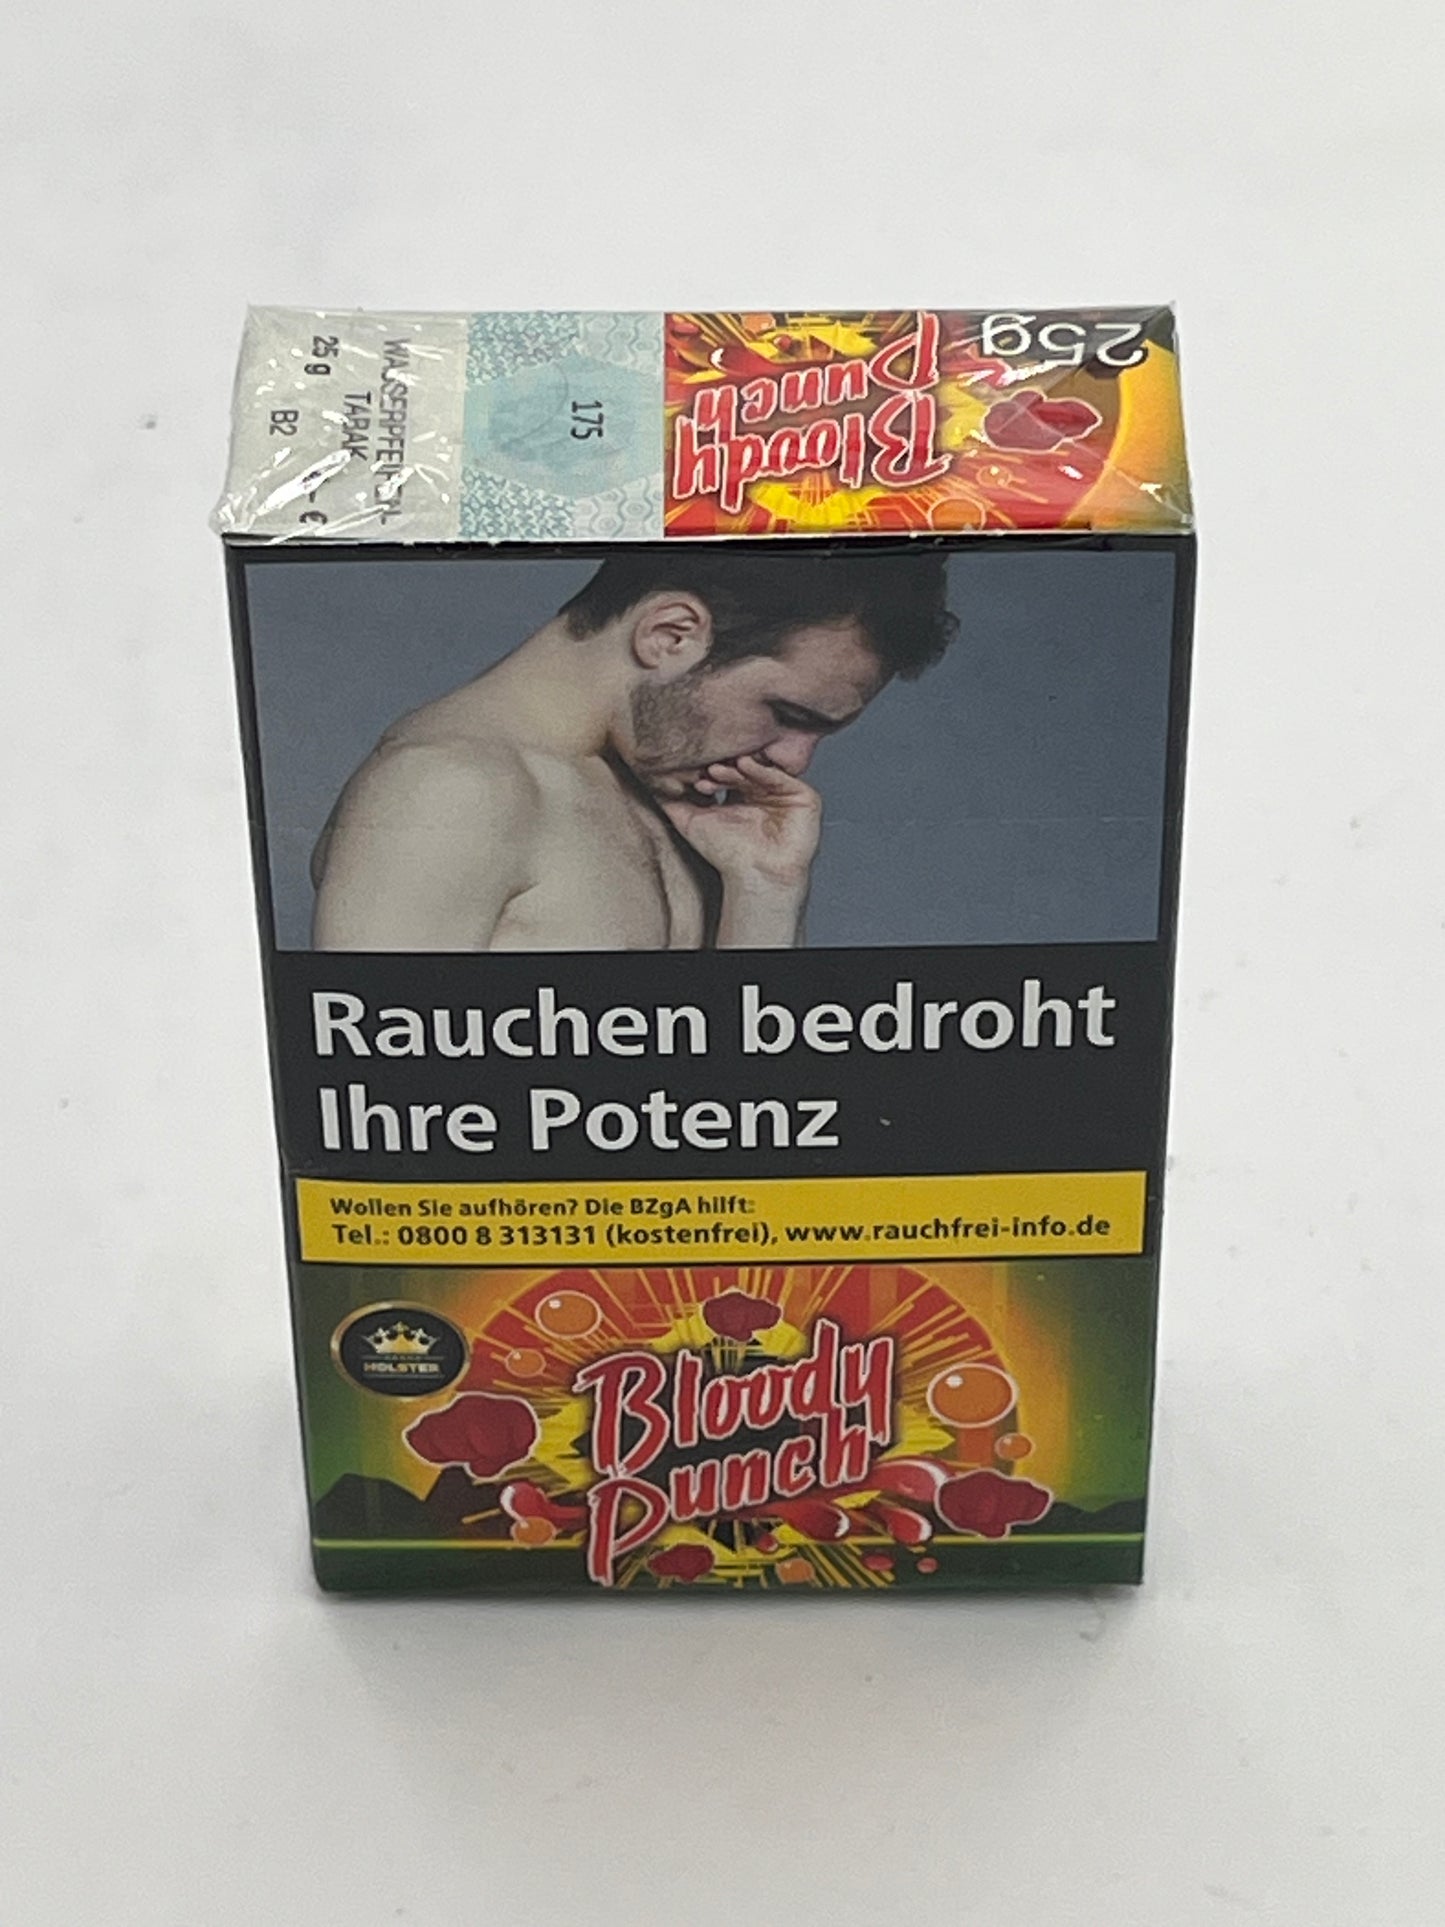 WASSERPFEIFEN-
TABAK
25 g
B2
- €
175
Bloody
Punch
25g
Rauchen bedroht
Ihre Potenz
Wollen Sie aufhören? Die BZgA hilft:
Tel.: 0800 8 313131 (kostenfrei), www.rauchfrei-info.de
HOLSTER
Bloody
Punch